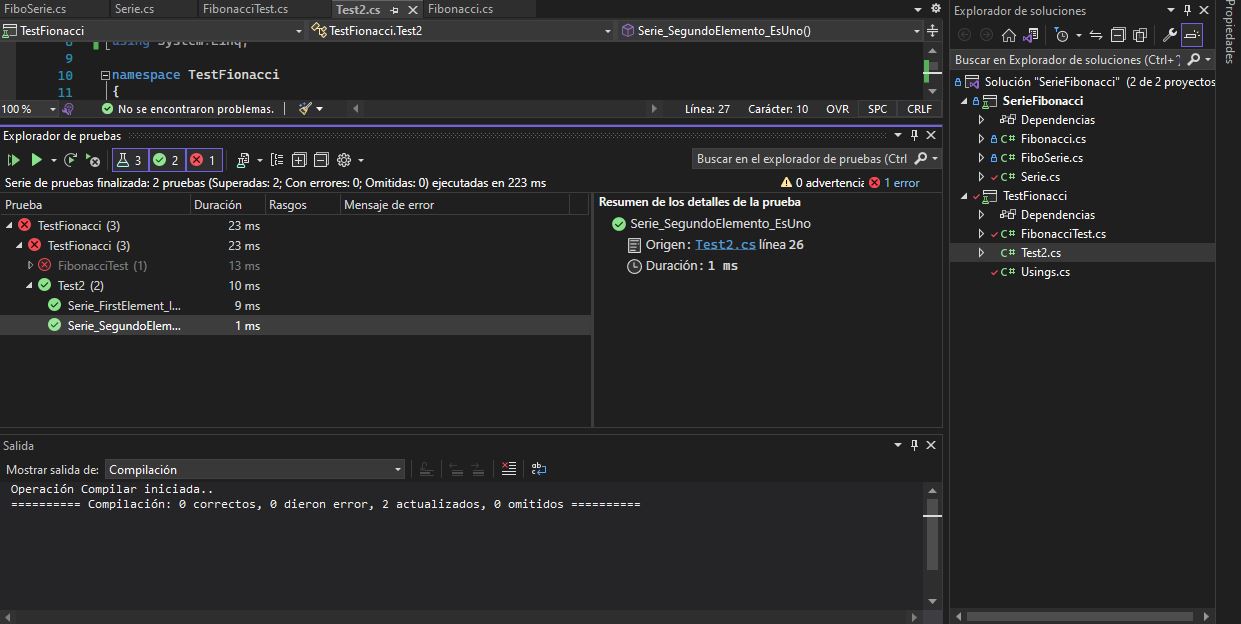 FiboSerie.cs Serie.cs FibonacciTest.cs Test2.cs Fibonacci.cs
TestFionacci TestFionacci.Test2 Serie_SegundoElemento_EsUno()
9
10 namespace TestFionacci
11 {
100 % No se encontraron problemas. Línea: 27 Carácter: 10 OVR SPC CRLF
Explorador de pruebas
3 2 1 Buscar en el explorador de pruebas (Ctrl
Serie de pruebas finalizada: 2 pruebas (Superadas: 2; Con errores: 0; Omitidas: 0) ejecutadas en 223 ms 0 advertencia 1 error
Prueba Duración Rasgos Mensaje de error
TestFionacci (3) 23 ms
TestFionacci (3) 23 ms
FibonacciTest (1) 13 ms
Test2 (2) 10 ms
Serie_FirstElement_I... 9 ms
Serie_SegundoElem... 1 ms
Resumen de los detalles de la prueba
Serie_SegundoElemento_EsUno
Origen: Test2.cs línea 26
Duración: 1 ms
Salida
Mostrar salida de: Compilación
Operación Compilar iniciada..
========== Compilación: 0 correctos, 0 dieron error, 2 actualizados, 0 omitidos ==========
Explorador de soluciones
Buscar en Explorador de soluciones (Ctrl+
Solución "SerieFibonacci" (2 de 2 proyectos
SerieFibonacci
Dependencias
C# Fibonacci.cs
C# FiboSerie.cs
C# Serie.cs
TestFionacci
Dependencias
C# FibonacciTest.cs
C# Test2.cs
C# Usings.cs
Propiedades